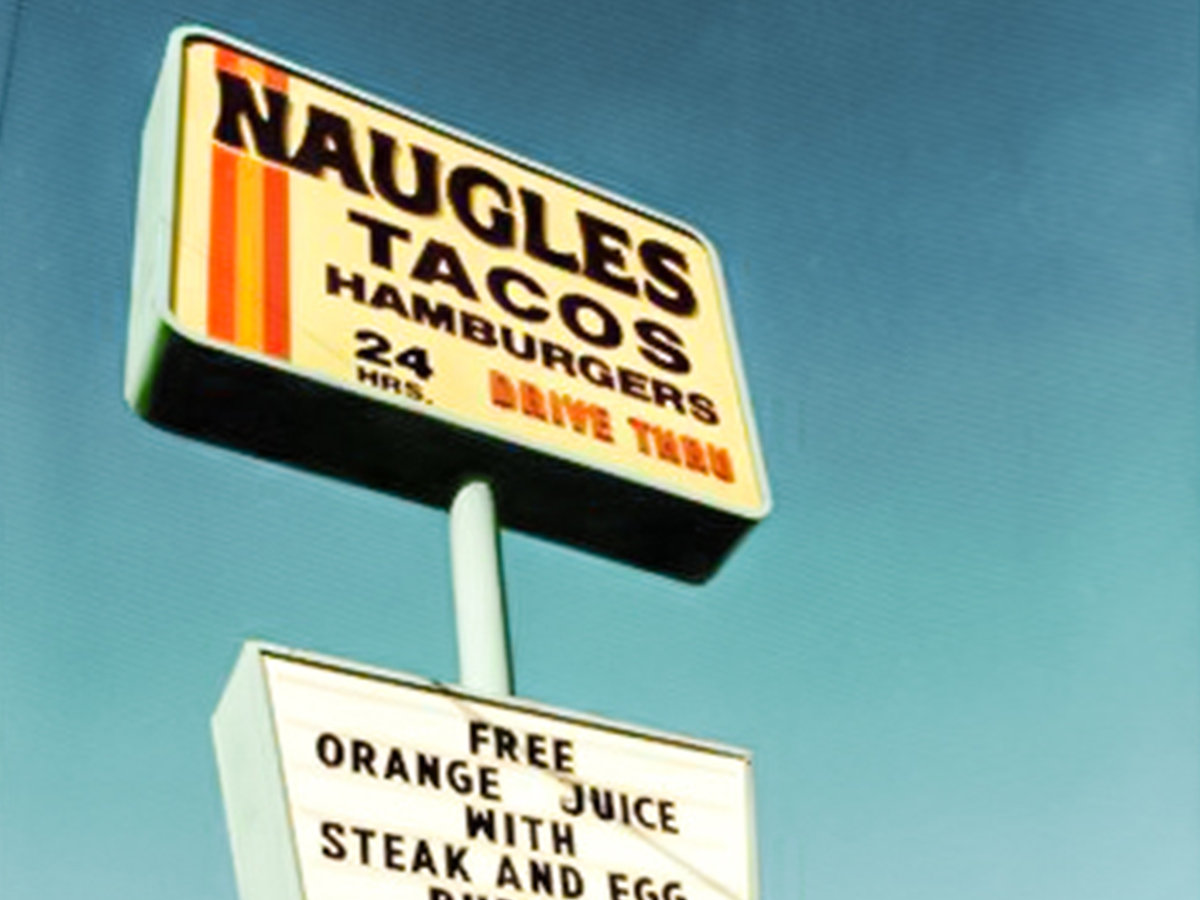 NAUGLES
TACOS
HAMBURGERS
24
HRS.
DRIVE THRU
FREE
ORANGE JUICE
WITH
STEAK AND EGG